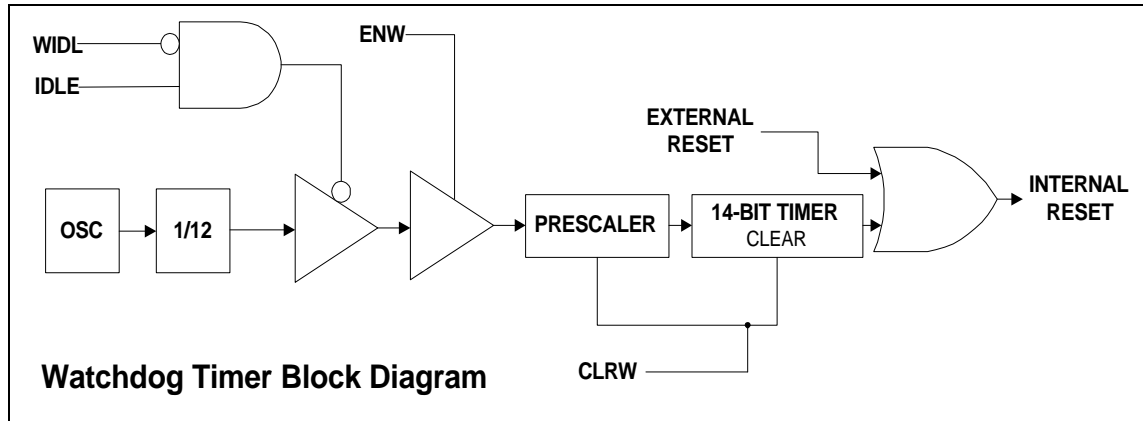 WIDL
IDLE
ENW
EXTERNAL
RESET
OSC
1/12
PRESCALER
14-BIT TIMER
CLEAR
INTERNAL
RESET
CLRW
Watchdog Timer Block Diagram